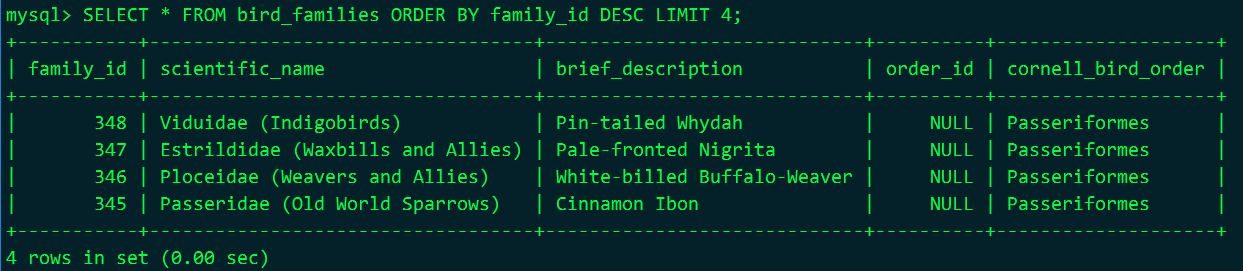 mysql> SELECT * FROM bird_families ORDER BY family_id DESC LIMIT 4;
+-----------+----------------------------------+----------------------------+----------+--------------------+
| family_id | scientific_name                  | brief_description          | order_id | cornell_bird_order |
+-----------+----------------------------------+----------------------------+----------+--------------------+
|       348 | Viduidae (Indigobirds)           | Pin-tailed Whydah          |     NULL | Passeriformes      |
|       347 | Estrildidae (Waxbills and Allies) | Pale-fronted Nigrita       |     NULL | Passeriformes      |
|       346 | Ploceidae (Weavers and Allies)   | White-billed Buffalo-Weaver |     NULL | Passeriformes      |
|       345 | Passeridae (Old World Sparrows)  | Cinnamon Ibon              |     NULL | Passeriformes      |
+-----------+----------------------------------+----------------------------+----------+--------------------+
4 rows in set (0.00 sec)